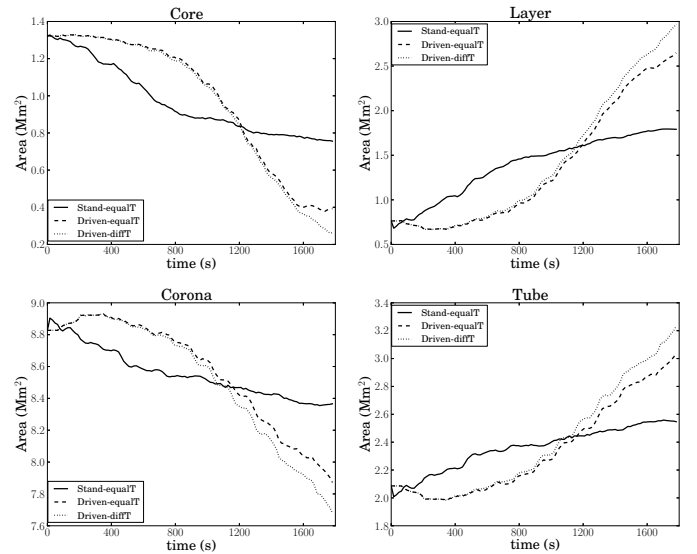 Core
Area (Mm²)
1.4
1.2
1.0
0.8
0.6
0.4
0.2
Stand-equalT
Driven-equalT
Driven-diffT
0 400 800 1200 1600
time (s)
Layer
Area (Mm²)
3.0
2.5
2.0
1.5
1.0
0.5
Stand-equalT
Driven-equalT
Driven-diffT
0 400 800 1200 1600
time (s)
Corona
Area (Mm²)
9.0
8.8
8.6
8.4
8.2
8.0
7.8
7.6
Stand-equalT
Driven-equalT
Driven-diffT
0 400 800 1200 1600
time (s)
Tube
Area (Mm²)
3.4
3.2
3.0
2.8
2.6
2.4
2.2
2.0
1.8
Stand-equalT
Driven-equalT
Driven-diffT
0 400 800 1200 1600
time (s)